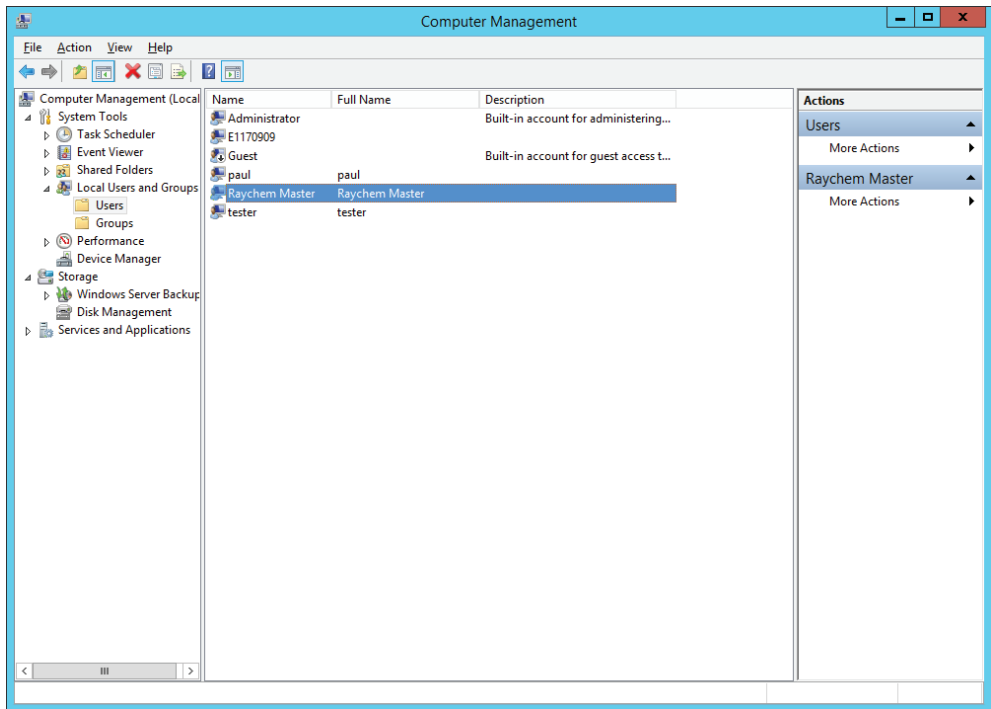 Computer Management
File Action View Help
Computer Management (Local
System Tools
Task Scheduler
Event Viewer
Shared Folders
Local Users and Groups
Users
Groups
Performance
Device Manager
Storage
Windows Server Backup
Disk Management
Services and Applications
Name Full Name Description
Administrator Built-in account for administering...
E1170909
Guest Built-in account for guest access t...
paul paul
Raychem Master Raychem Master
tester tester
Actions
Users
More Actions
Raychem Master
More Actions